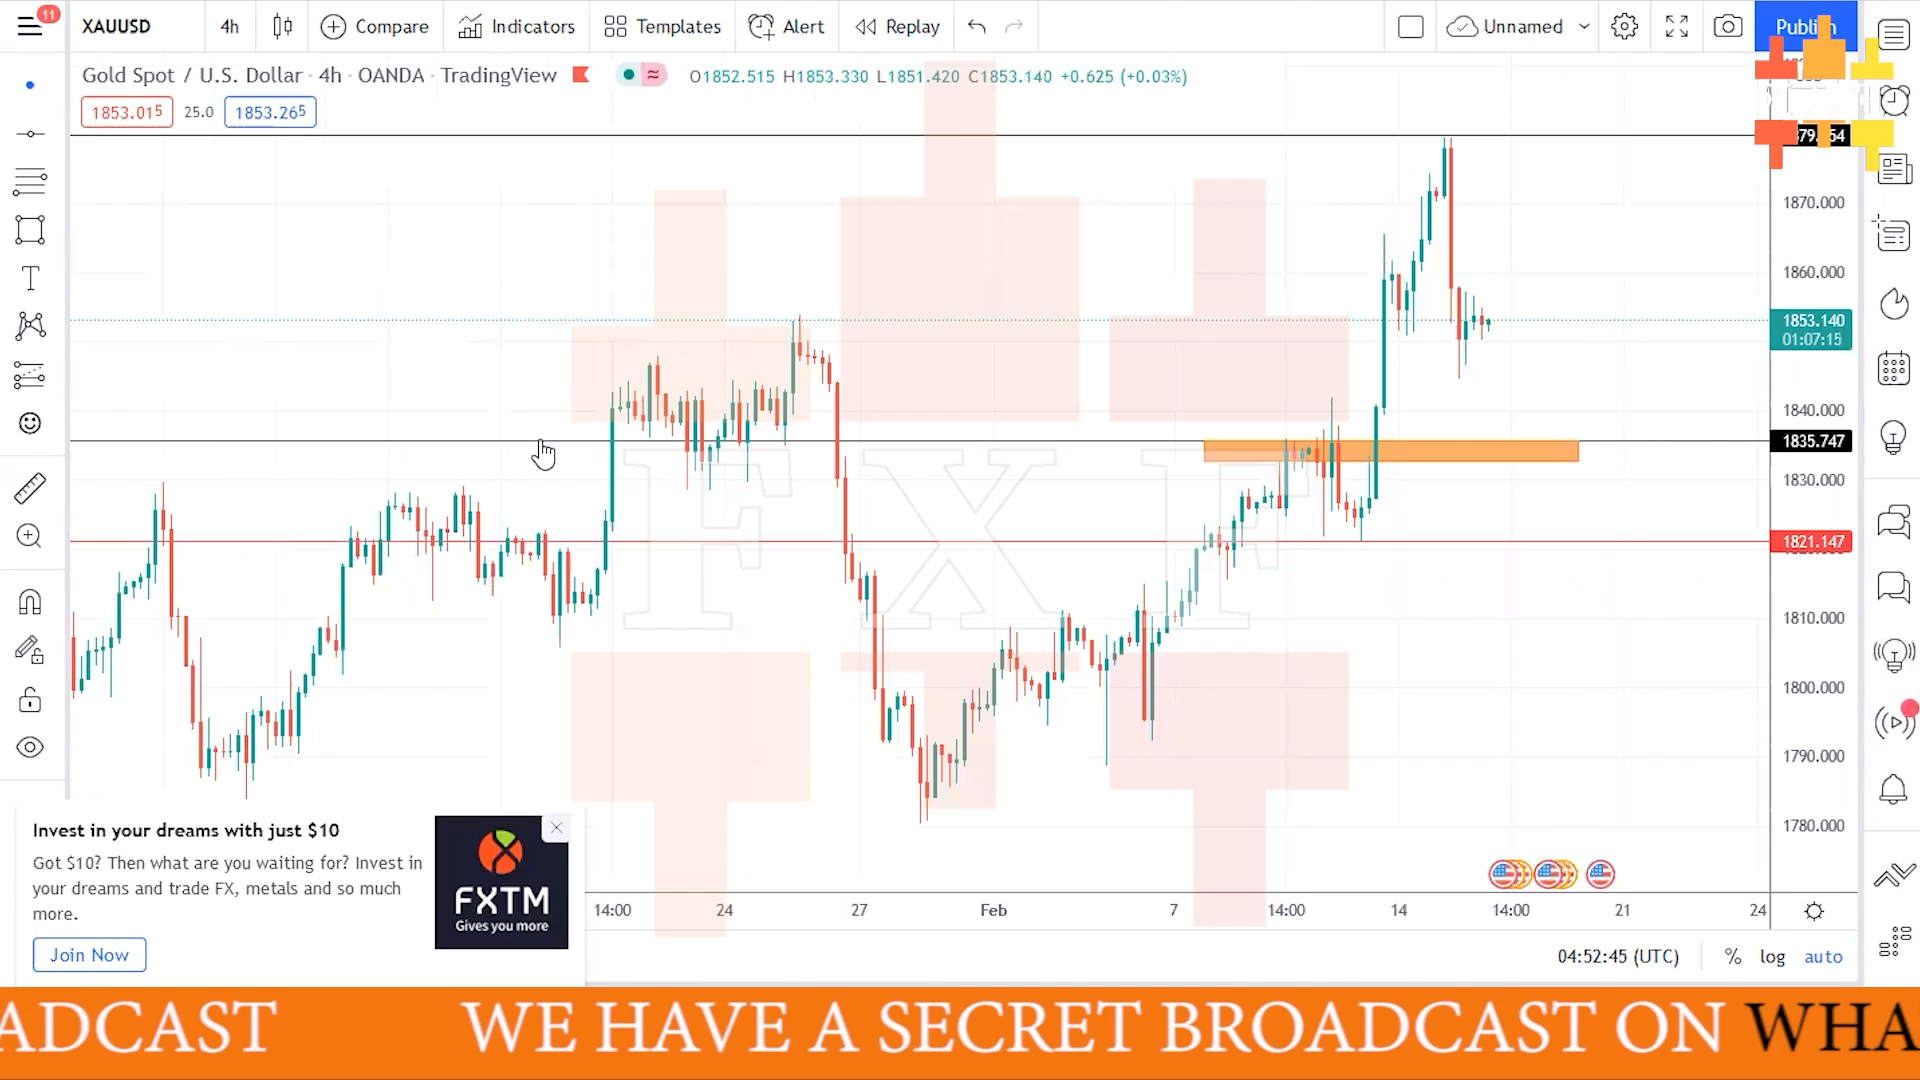 11
XAUUSD 4h Compare Indicators Templates Alert Replay Unnamed Publish
Gold Spot / U.S. Dollar · 4h · OANDA · TradingView O1852.515 H1853.330 L1851.420 C1853.140 +0.625 (+0.03%)
1853.015 25.0 1853.265
1870.000
1860.000
1853.140
01:07:15
1840.000
1835.747
1830.000
1821.147
1810.000
1800.000
1790.000
1780.000
FXF
Invest in your dreams with just $10
Got $10? Then what are you waiting for? Invest in
your dreams and trade FX, metals and so much
more.
Join Now
FXTM
Gives you more
14:00 24 27 Feb 7 14:00 14 14:00 21 24
04:52:45 (UTC) % log auto
ADCAST WE HAVE A SECRET BROADCAST ON WHA